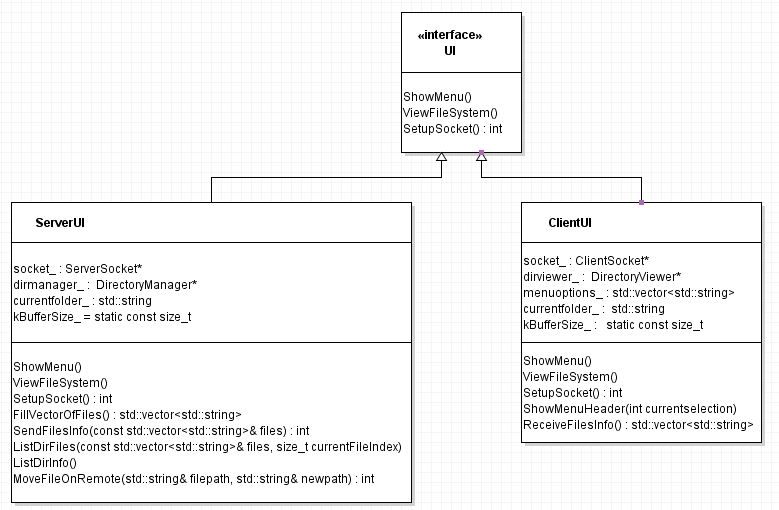 «interface»
UI
ShowMenu()
ViewFileSystem()
SetupSocket() : int
ServerUI
socket_ : ServerSocket*
dirmanager_ :  DirectoryManager*
currentfolder_ : std::string
kBufferSize_ = static const size_t
ShowMenu()
ViewFileSystem()
SetupSocket() : int
FillVectorOfFiles() : std::vector<std::string>
SendFilesInfo(const std::vector<std::string>& files) : int
ListDirFiles(const std::vector<std::string>& files, size_t currentFileIndex)
ListDirInfo()
MoveFileOnRemote(std::string& filepath, std::string& newpath) : int
ClientUI
socket_ : ClientSocket*
dirviewer_ :  DirectoryViewer*
menuoptions_ : std::vector<std::string>
currentfolder_ :  std::string
kBufferSize_ :   static const size_t
ShowMenu()
ViewFileSystem()
SetupSocket() : int
ShowMenuHeader(int currentselection)
ReceiveFilesInfo() : std::vector<std::string>